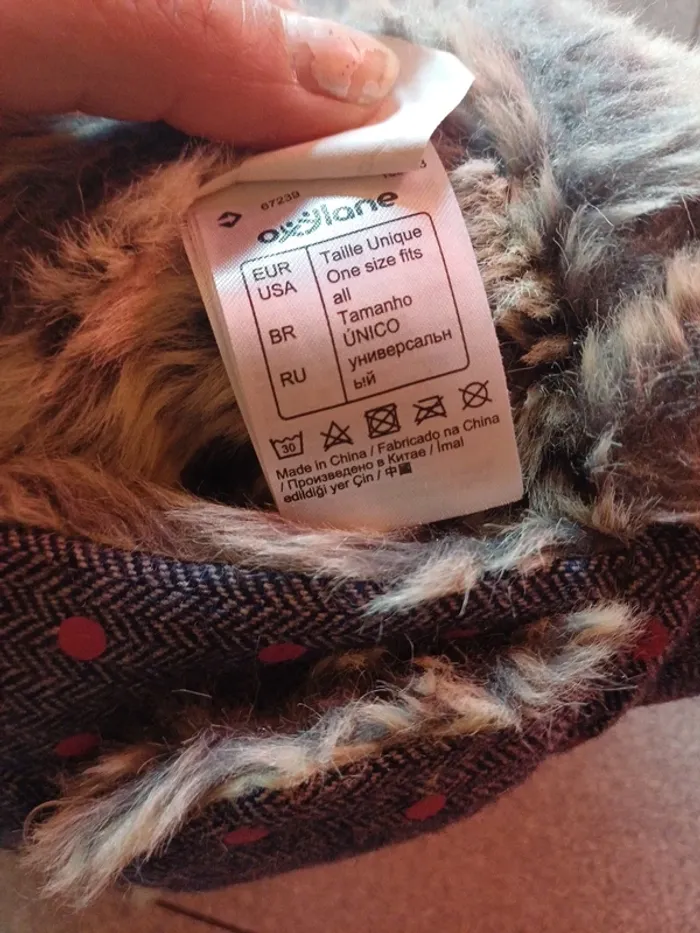 67239
oxylane
EUR Taille Unique
USA One size fits
all
BR Tamanho
ÚNICO
RU универсальн
ый
30
Made in China / Fabricado na China
/ Произведено в Китае / İmal
edildiği yer Çin / 中國